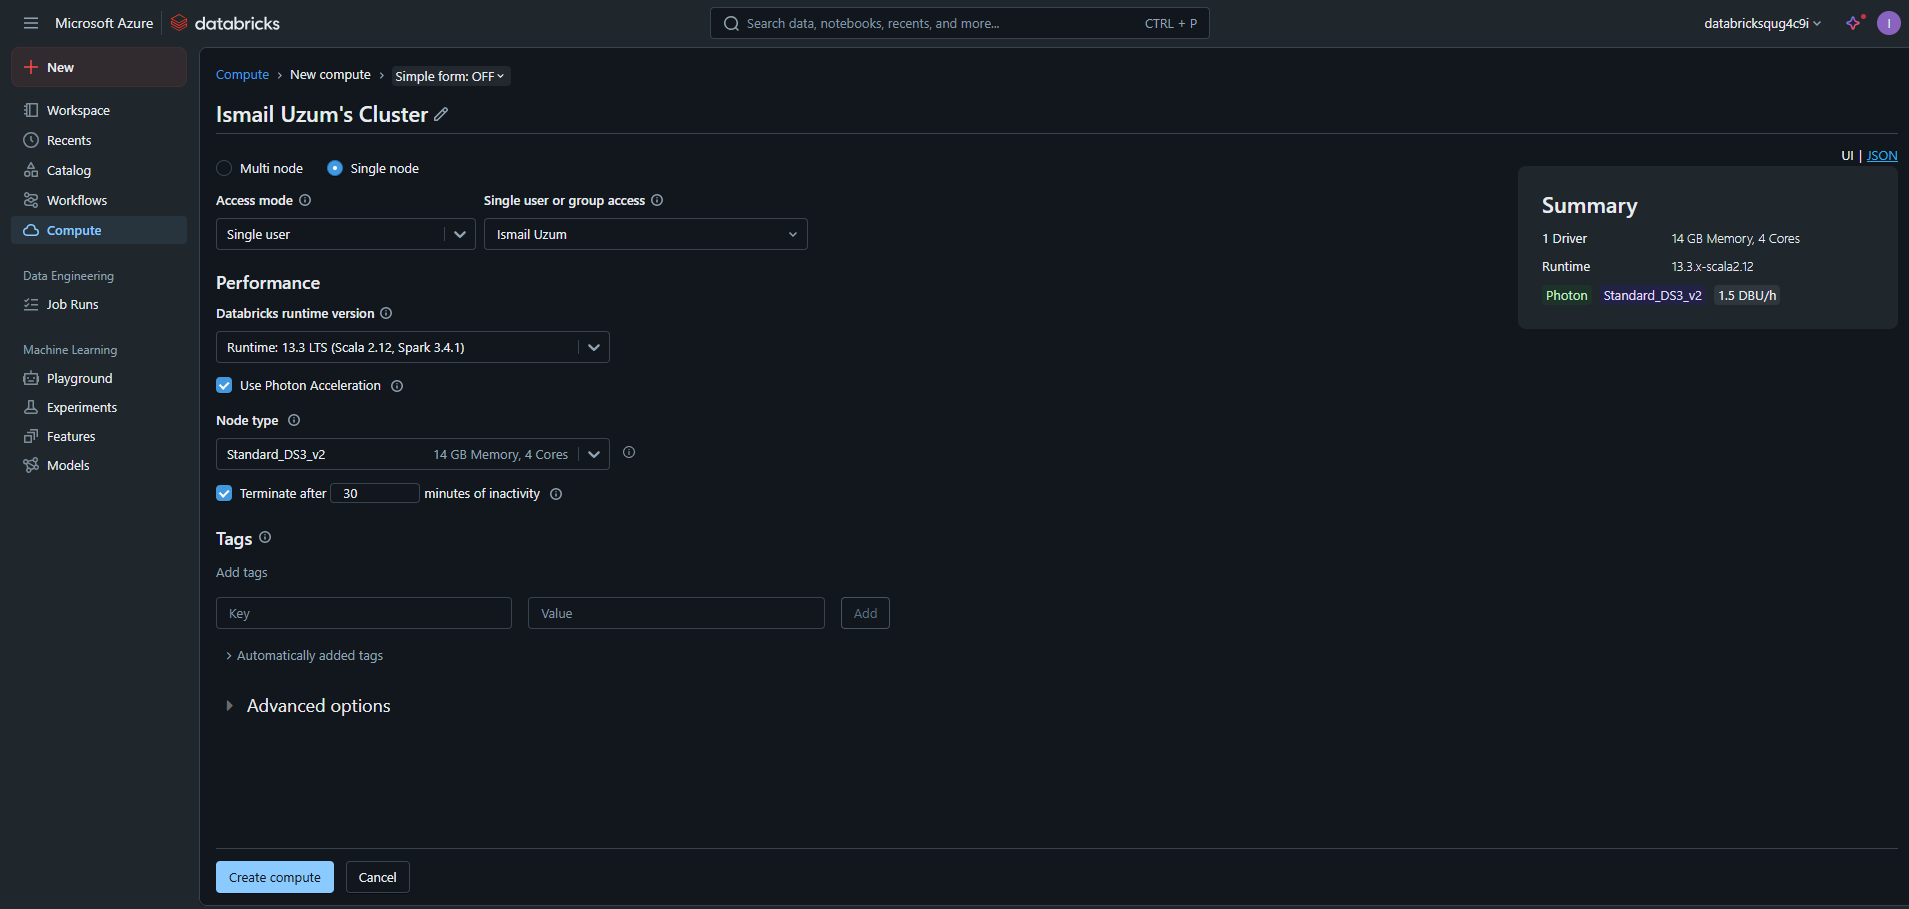 Microsoft Azure databricks
Search data, notebooks, recents, and more... CTRL + P
databricksqug4c9i
I
New
Workspace
Recents
Catalog
Workflows
Compute
Data Engineering
Job Runs
Machine Learning
Playground
Experiments
Features
Models
Compute › New compute › Simple form: OFF
Ismail Uzum's Cluster
UI | JSON
Multi node Single node
Access mode Single user or group access
Single user Ismail Uzum
Performance
Databricks runtime version
Runtime: 13.3 LTS (Scala 2.12, Spark 3.4.1)
Use Photon Acceleration
Node type
Standard_DS3_v2 14 GB Memory, 4 Cores
Terminate after 30 minutes of inactivity
Tags
Add tags
Key Value Add
Automatically added tags
Advanced options
Create compute Cancel
Summary
1 Driver 14 GB Memory, 4 Cores
Runtime 13.3.x-scala2.12
Photon Standard_DS3_v2 1.5 DBU/h